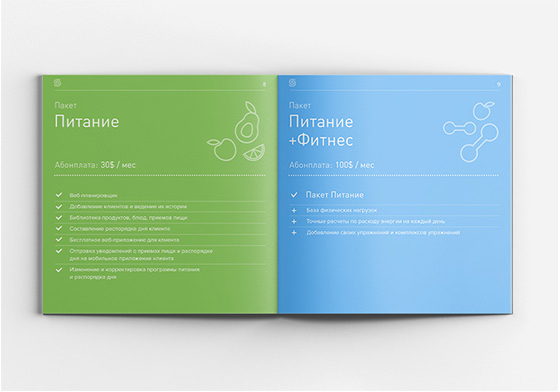 8
Пакет
Питание
Абонплата: 30$ / мес
Веб-планировщик
Добавление клиентов и ведение их истории
Библиотека продуктов, блюд, приемов пищи
Составление распорядка дня клиента
Бесплатное веб-приложение для клиента
Отправка уведомлений о приемах пищи и распорядки
дня на мобильное приложение клиента
Изменение и корректировка программы питания
и распорядка дня
9
Пакет
Питание
+Фитнес
Абонплата: 100$ / мес
Пакет Питание
+ База физических нагрузок
+ Точные расчеты по расходу энергии на каждый день
+ Добавление своих упражнений и комплексов упражнений